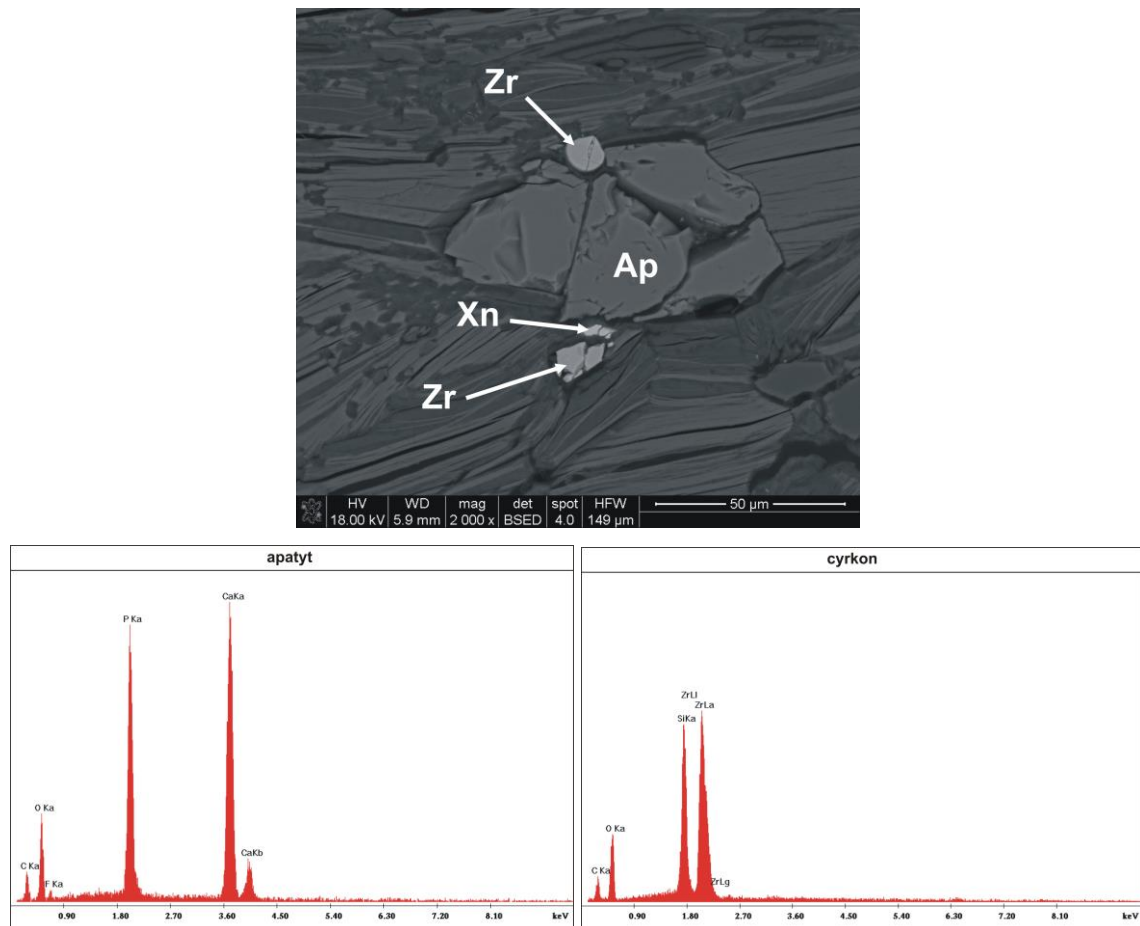 Zr
Ap
Xn
Zr
HV WD mag det spot HFW 50 µm
18.00 kV 5.9 mm 2 000 x BSED 4.0 149 µm
apatyt
CaKa
P Ka
O Ka
CaKb
C Ka
F Ka
0.90 1.80 2.70 3.60 4.50 5.40 6.30 7.20 8.10 keV
cyrkon
ZrLl
ZrLa
SiKa
O Ka
C Ka
ZrLg
0.90 1.80 2.70 3.60 4.50 5.40 6.30 7.20 8.10 keV